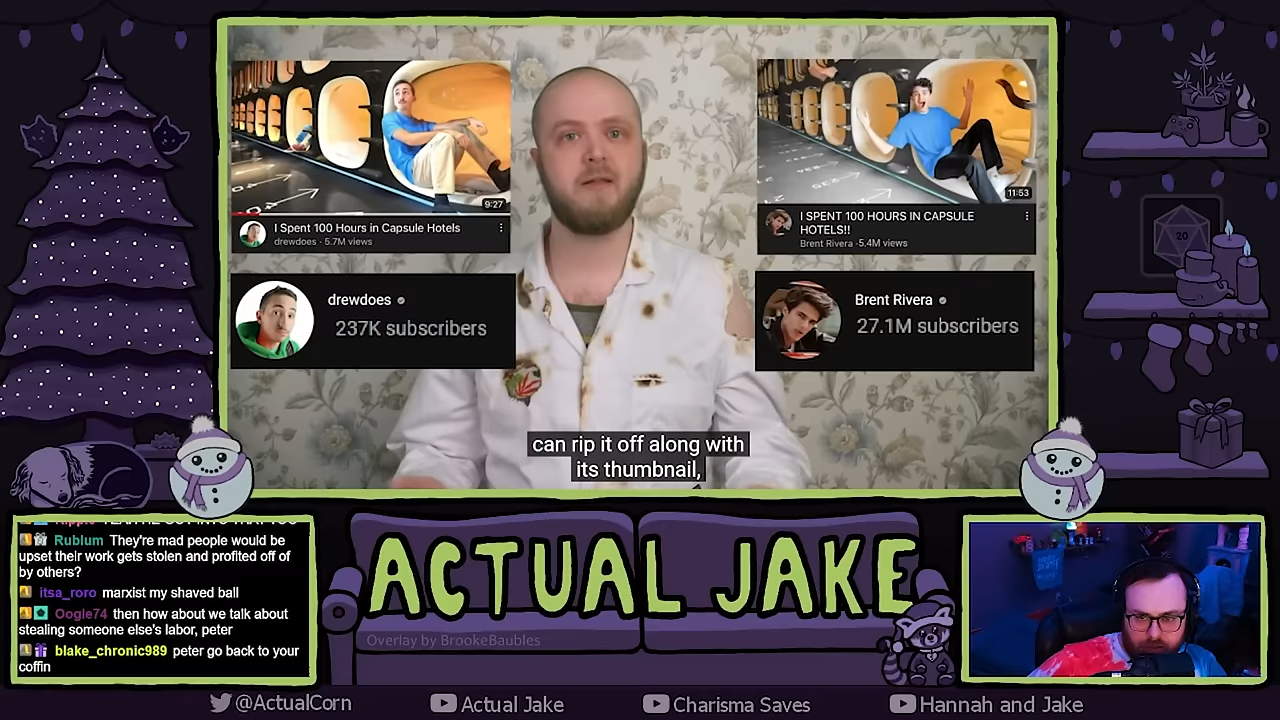 9:27
I Spent 100 Hours in Capsule Hotels
drewdoes · 5.7M views
drewdoes
237K subscribers
11:53
I SPENT 100 HOURS IN CAPSULE
HOTELS!!
Brent Rivera · 5.4M views
Brent Rivera
27.1M subscribers
can rip it off along with
its thumbnail,
20
Rublum They're mad people would be
upset their work gets stolen and profited off of
by others?
itsa_roro marxist my shaved ball
Oogle74 then how about we talk about
stealing someone else's labor, peter
blake_chronic989 peter go back to your
coffin
ACTUAL JAKE
Overlay by BrookeBaubles
@ActualCorn
Actual Jake
Charisma Saves
Hannah and Jake